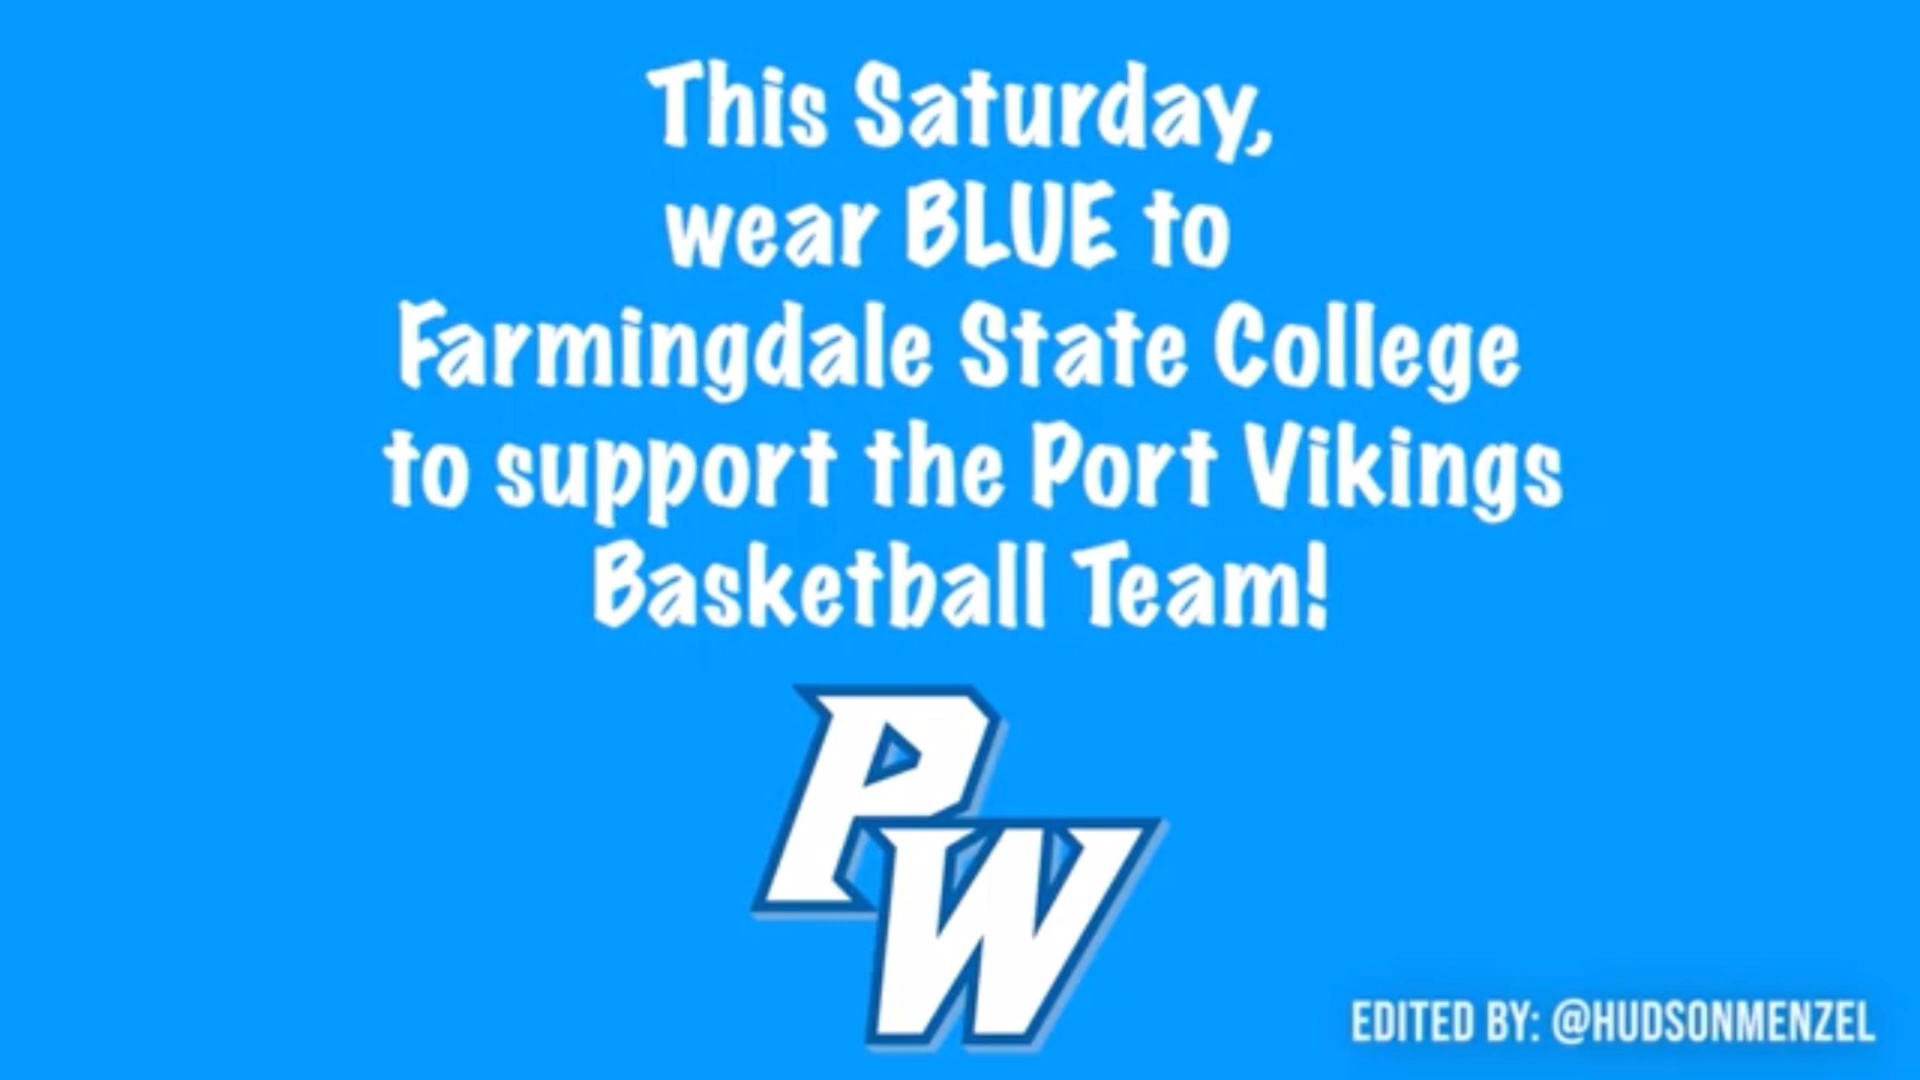 This Saturday,
wear BLUE to
Farmingdale State College
to support the Port Vikings
Basketball Team!
PW
EDITED BY: @HUDSONMENZEL